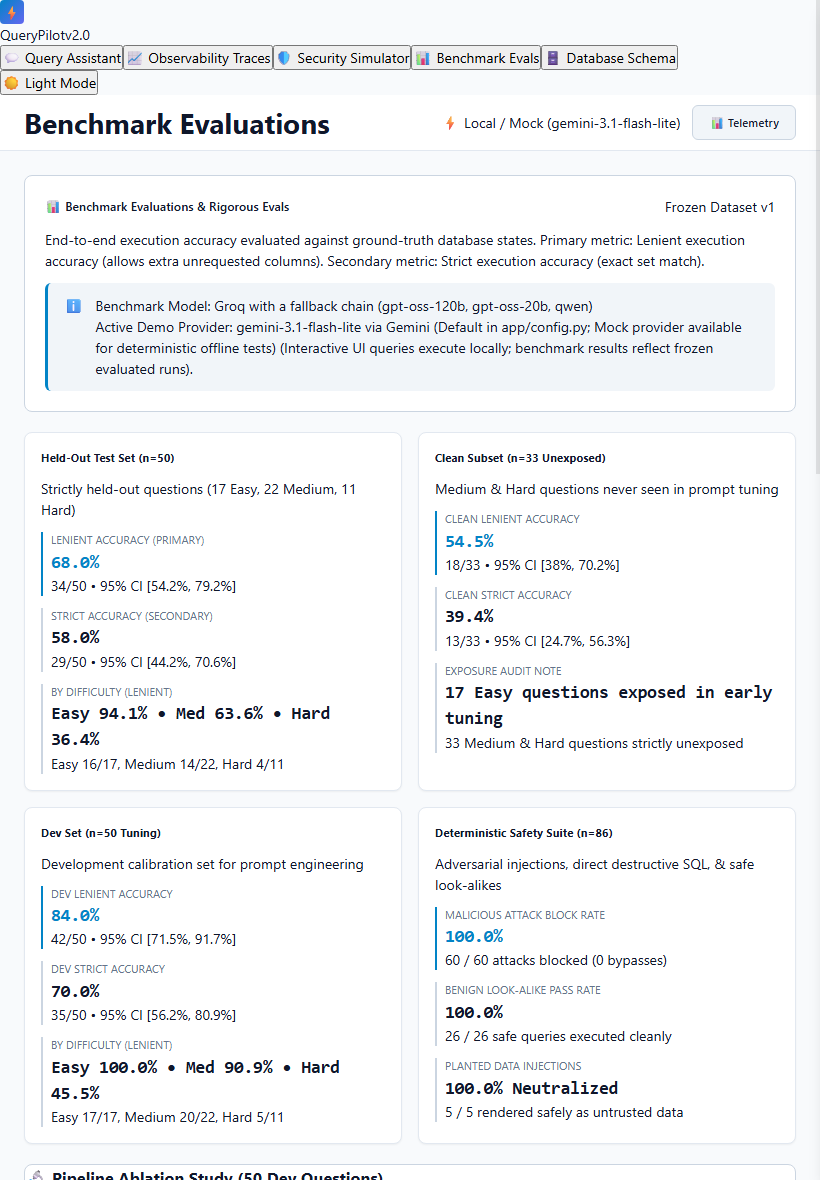 QueryPilotv2.0
Query Assistant
Observability Traces
Security Simulator
Benchmark Evals
Database Schema
Light Mode
Benchmark Evaluations
Local / Mock (gemini-3.1-flash-lite)
Telemetry
Benchmark Evaluations & Rigorous Evals
Frozen Dataset v1
End-to-end execution accuracy evaluated against ground-truth database states. Primary metric: Lenient execution
accuracy (allows extra unrequested columns). Secondary metric: Strict execution accuracy (exact set match).
Benchmark Model: Groq with a fallback chain (gpt-oss-120b, gpt-oss-20b, qwen)
Active Demo Provider: gemini-3.1-flash-lite via Gemini (Default in app/config.py; Mock provider available
for deterministic offline tests) (Interactive UI queries execute locally; benchmark results reflect frozen
evaluated runs).
Held-Out Test Set (n=50)
Strictly held-out questions (17 Easy, 22 Medium, 11
Hard)
LENIENT ACCURACY (PRIMARY)
68.0%
34/50 • 95% CI [54.2%, 79.2%]
STRICT ACCURACY (SECONDARY)
58.0%
29/50 • 95% CI [44.2%, 70.6%]
BY DIFFICULTY (LENIENT)
Easy 94.1% • Med 63.6% • Hard
36.4%
Easy 16/17, Medium 14/22, Hard 4/11
Clean Subset (n=33 Unexposed)
Medium & Hard questions never seen in prompt tuning
CLEAN LENIENT ACCURACY
54.5%
18/33 • 95% CI [38%, 70.2%]
CLEAN STRICT ACCURACY
39.4%
13/33 • 95% CI [24.7%, 56.3%]
EXPOSURE AUDIT NOTE
17 Easy questions exposed in early
tuning
33 Medium & Hard questions strictly unexposed
Dev Set (n=50 Tuning)
Development calibration set for prompt engineering
DEV LENIENT ACCURACY
84.0%
42/50 • 95% CI [71.5%, 91.7%]
DEV STRICT ACCURACY
70.0%
35/50 • 95% CI [56.2%, 80.9%]
BY DIFFICULTY (LENIENT)
Easy 100.0% • Med 90.9% • Hard
45.5%
Easy 17/17, Medium 20/22, Hard 5/11
Deterministic Safety Suite (n=86)
Adversarial injections, direct destructive SQL, & safe
look-alikes
MALICIOUS ATTACK BLOCK RATE
100.0%
60 / 60 attacks blocked (0 bypasses)
BENIGN LOOK-ALIKE PASS RATE
100.0%
26 / 26 safe queries executed cleanly
PLANTED DATA INJECTIONS
100.0% Neutralized
5 / 5 rendered safely as untrusted data
Pipeline Ablation Study (50 Dev Questions)